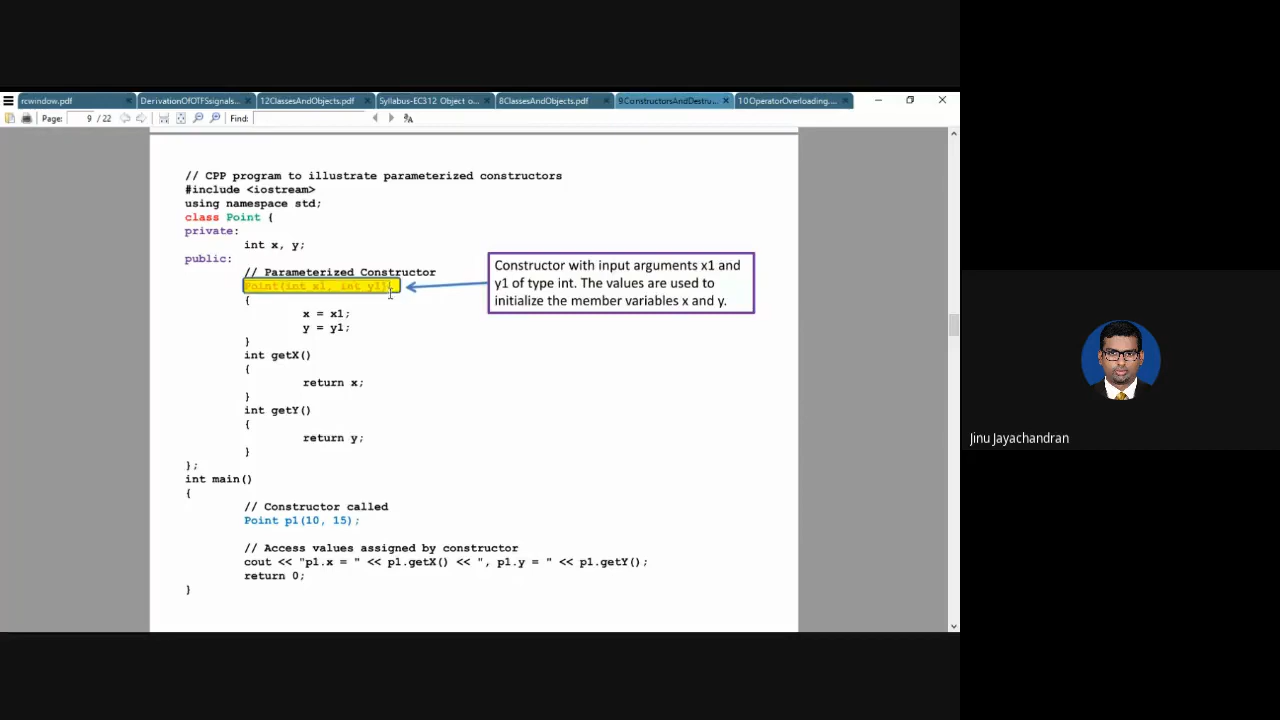 rcwindow.pdf
DerivationOfOTFSsignals...
12ClassesAndObjects.pdf
Syllabus-EC312 Object o...
8ClassesAndObjects.pdf
9ConstructorsAndDestru...
10OperatorOverloading....
Page: 9 / 22 Find:
// CPP program to illustrate parameterized constructors
#include <iostream>
using namespace std;
class Point {
private:
int x, y;
public:
// Parameterized Constructor
Point(int x1, int y1)
{
x = x1;
y = y1;
}
int getX()
{
return x;
}
int getY()
{
return y;
}
};
int main()
{
// Constructor called
Point p1(10, 15);
// Access values assigned by constructor
cout << "p1.x = " << p1.getX() << ", p1.y = " << p1.getY();
return 0;
}
Constructor with input arguments x1 and
y1 of type int. The values are used to
initialize the member variables x and y.
Jinu Jayachandran